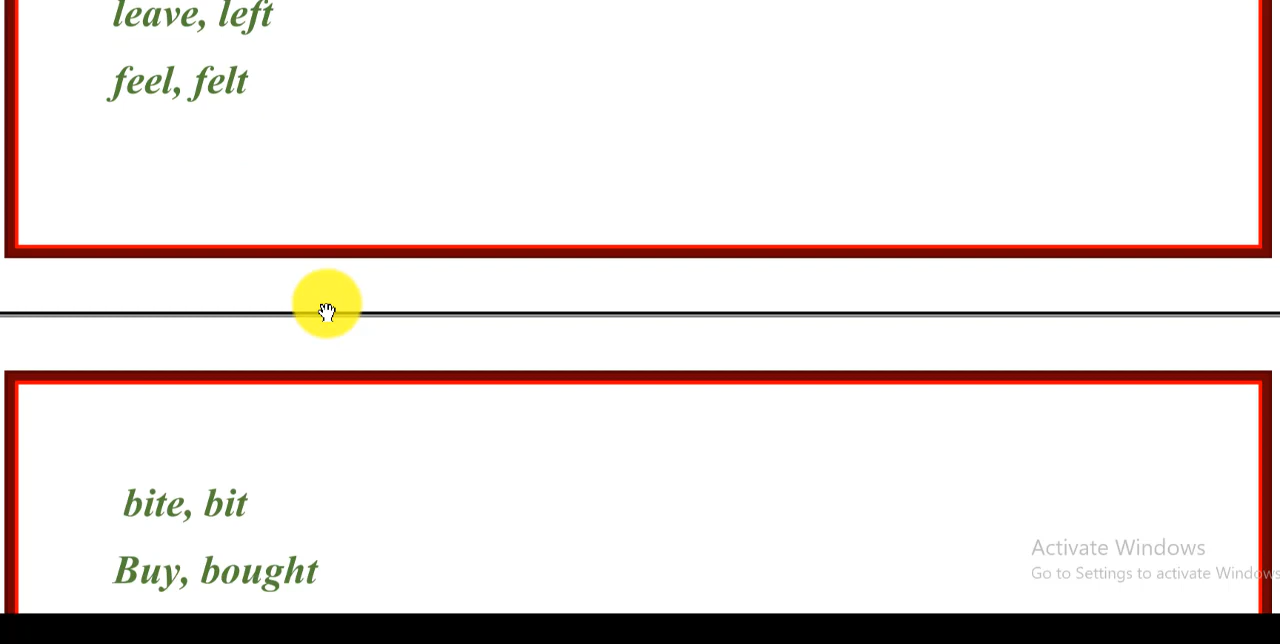 leave, left
feel, felt
bite, bit
Buy, bought
Activate Windows
Go to Settings to activate Windows